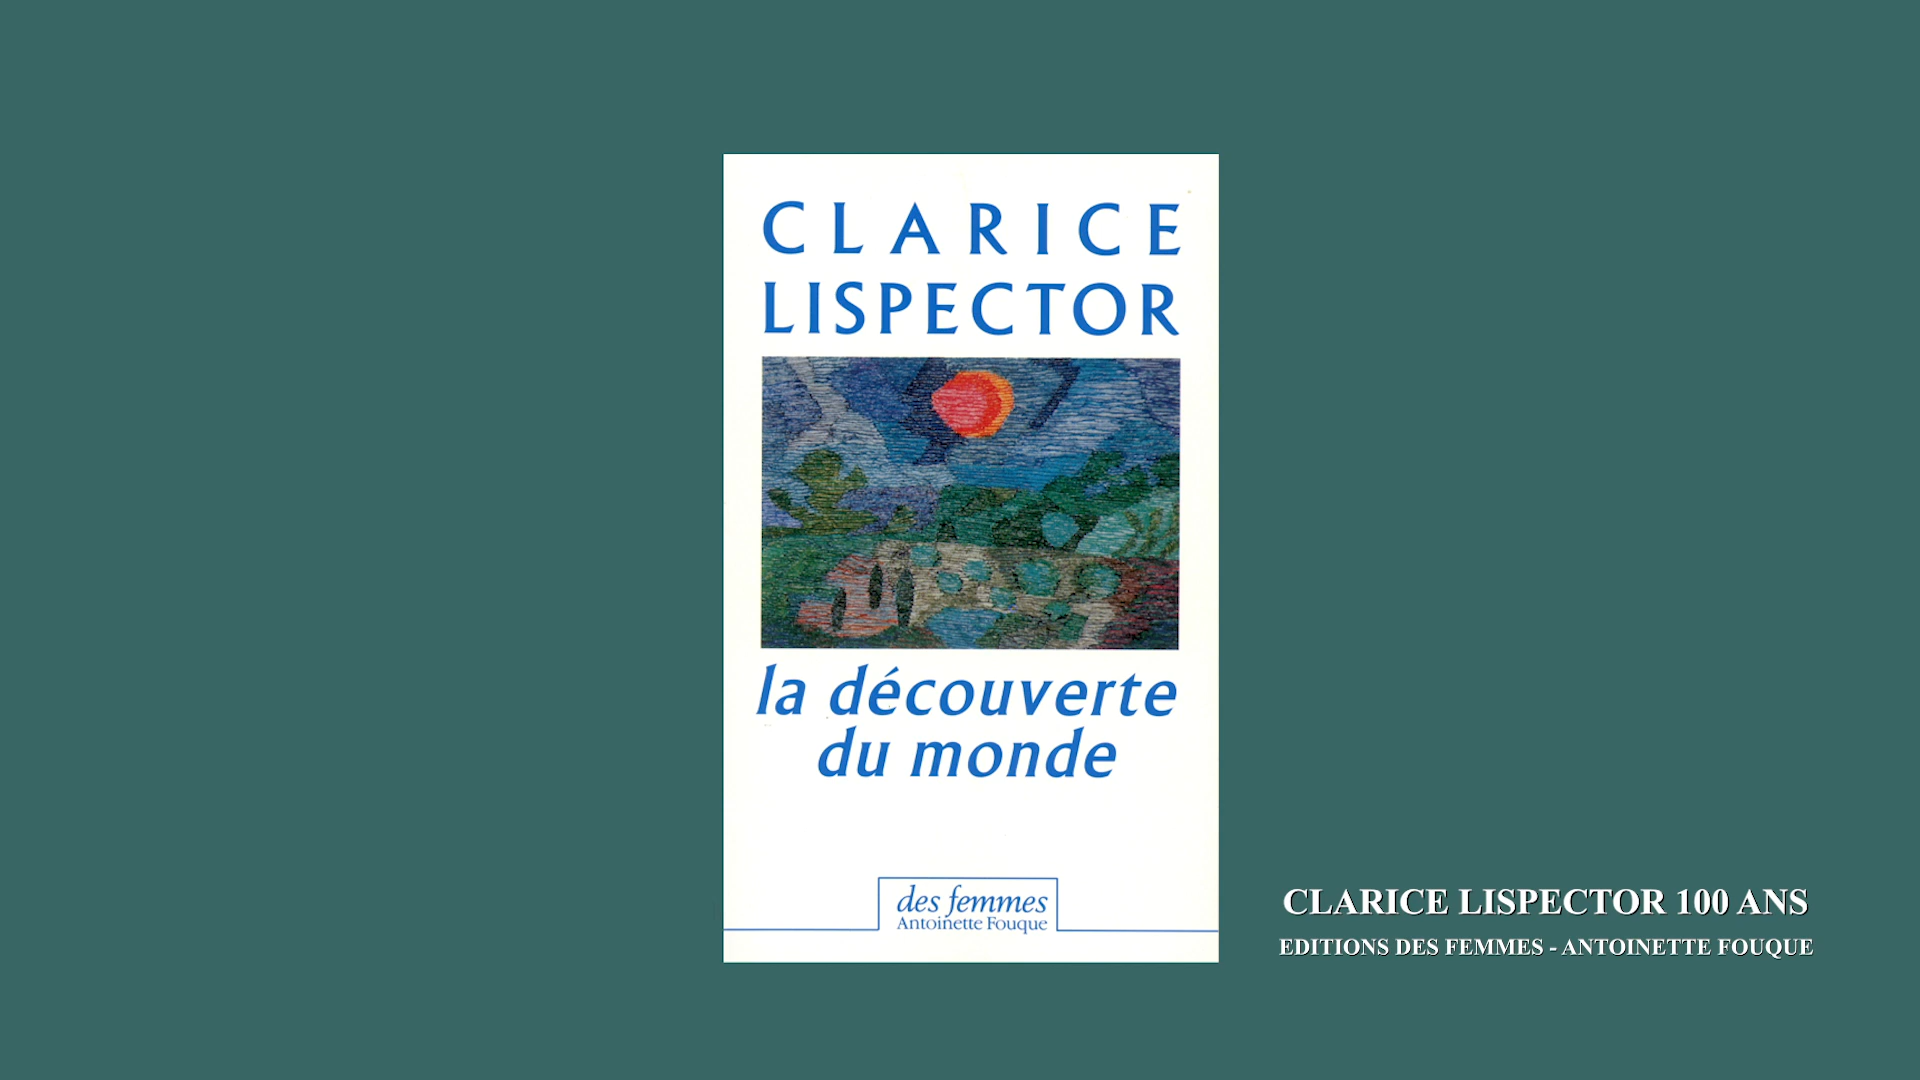 CLARICE
LISPECTOR
la découverte
du monde
des femmes
Antoinette Fouque
CLARICE LISPECTOR 100 ANS
EDITIONS DES FEMMES - ANTOINETTE FOUQUE